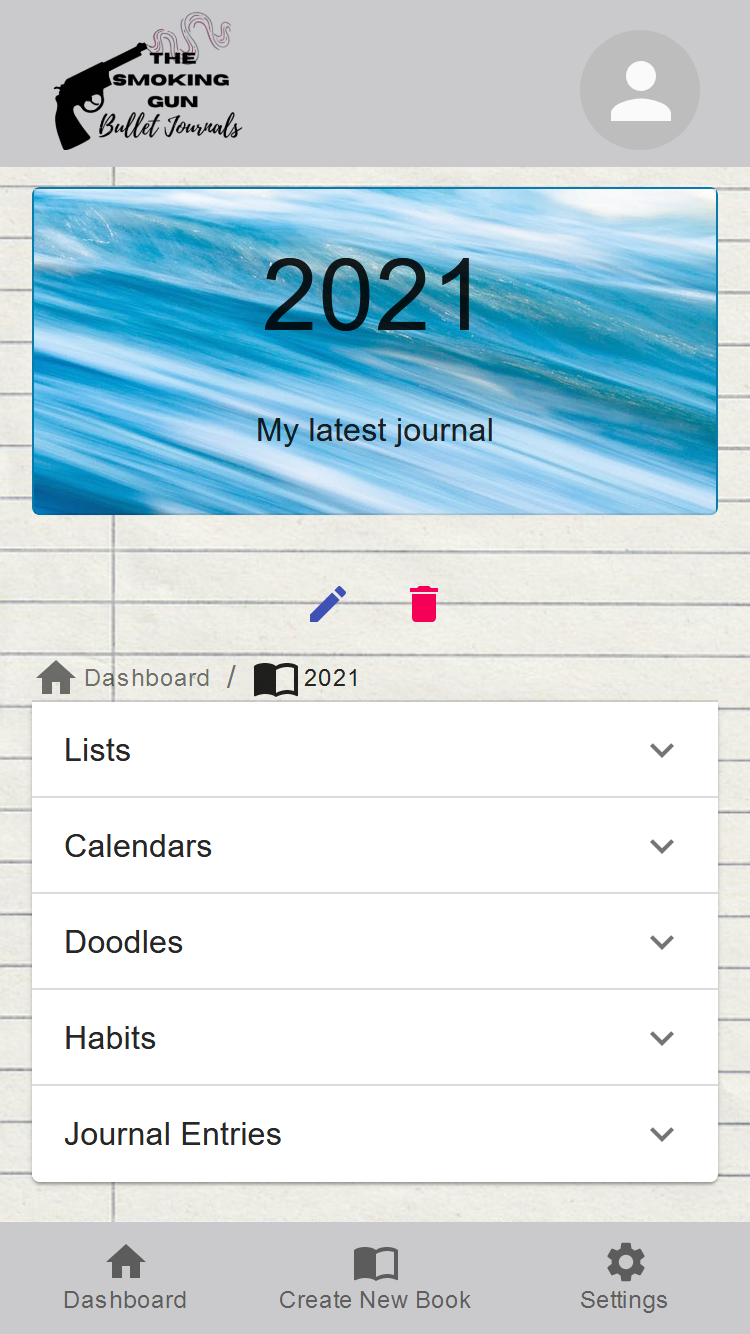 THE
SMOKING
GUN
Bullet Journals
2021
My latest journal
Dashboard / 2021
Lists
Calendars
Doodles
Habits
Journal Entries
Dashboard Create New Book Settings